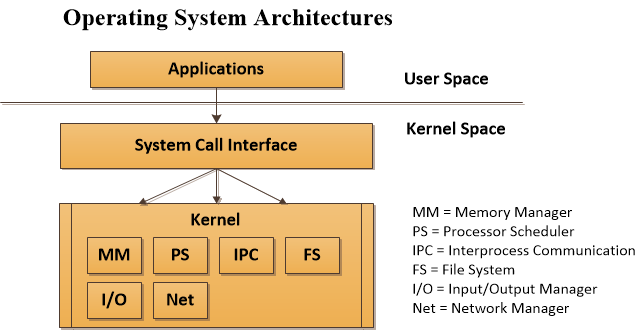 Operating System Architectures
Applications
User Space
Kernel Space
System Call Interface
Kernel
MM PS IPC FS
I/O Net
MM = Memory Manager
PS = Processor Scheduler
IPC = Interprocess Communication
FS = File System
I/O = Input/Output Manager
Net = Network Manager